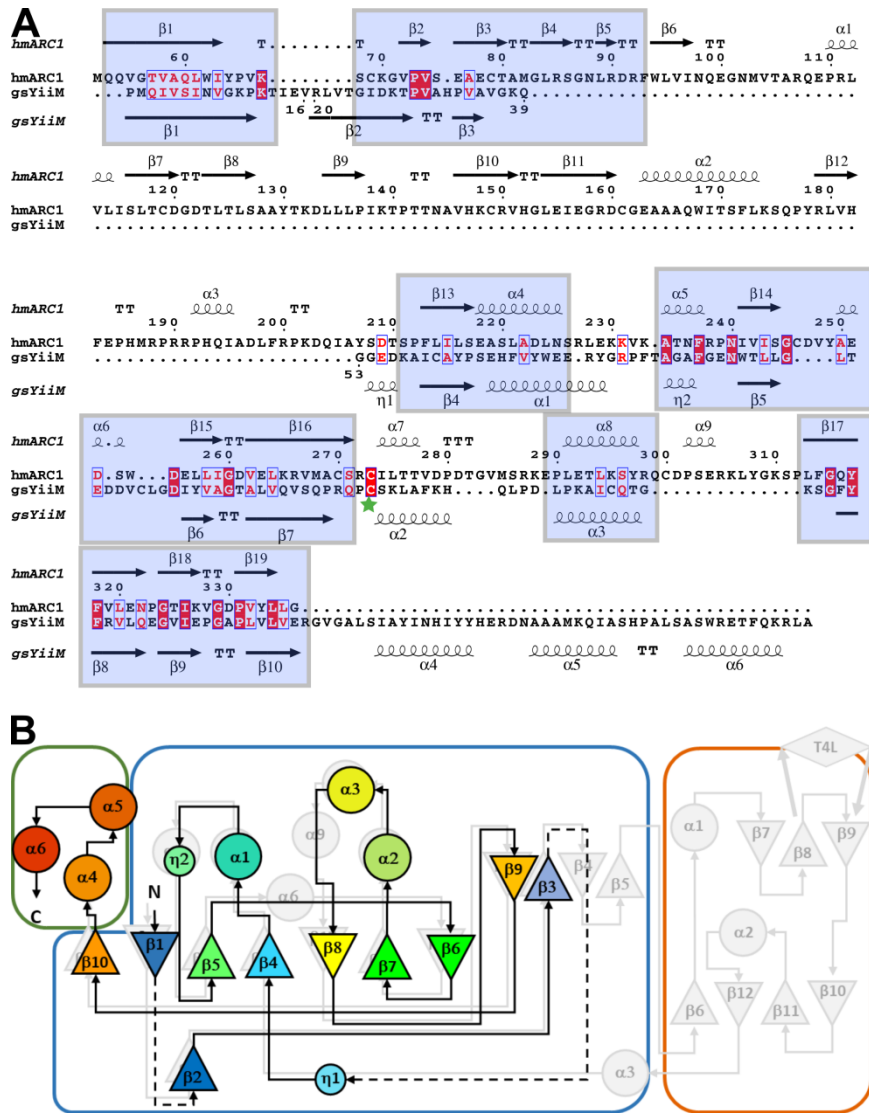 A
hmARC1 β1 T........T β2 β3 TT β4 TT β5 β6 TT α1
60 70 80 90 100 110
hmARC1 MQQVGTVAQLWIYPVK........SCKGVPVS.EAECTAMGLRSGNLRDRFWLVINQEGNMVTARQEPRL
gsYiiM ...PMQIVSINVGKPKTIEVRLVTGIDKTPVAHPVAVGKQ..............................
16 20 39
gsYiiM β1 β2 TT β3
hmARC1 β7 TT β8 β9 TT β10 TT β11 α2 β12
120 130 140 150 160 170 180
hmARC1 VLISLTCDGDTLTLSAAYTKDLLLPIKTPTTNAVHKCRVHGLEIEGRDCGEAAAQWITSFLKSQPYRLVH
gsYiiM ......................................................................
hmARC1 TT α3 TT β13 α4 α5 β14
190 200 210 220 230 240 250
hmARC1 FEPHMRPRRPHQIADLFRPKDQIAYSDTSPFLILSEASLADLNSRLEKKVK.ATNFRPNIVISGCDVYAE
gsYiiM ........................GGEDKAICAYPSEHFVYWEE.RYGRPFTAGAFGENWTLLG....LT
53
gsYiiM η1 β4 α1 η2 β5
hmARC1 α6 β15 TT β16 α7 TT α8 α9 β17
260 270 280 290 300 310
hmARC1 D.SW...DELLIGDVELKRVMACSRCILTTVDPDTGVMSRKEPLETLKSYRQCDPSERKLYGKSPLFGQY
gsYiiM EDDVCLGDIYVAGTALVQVSQPRQPCSKLAFKH....QLPD.LPKAICQTG..............KSGFY
gsYiiM β6 TT β7 α2 α3
hmARC1 β18 TT β19
320 330
hmARC1 FVLENPGTIKVGDPVYLLG...............................................
gsYiiM FRVLQEGVIEPGAPLVLVERGVGALSIAYINHIYYHERDNAAAMKQIASHPALSASWRETFQKRLA
gsYiiM β8 β9 TT β10 α4 α5 TT α6
B
T4L
α5 α3 α1
α6 η2 α1 α9 α2 β9 β3 β4 β5 β7 β8 β9
α4 α6 α2
C N
β10 β1 β5 β4 β8 β7 β6 β6 β12 β11 β10
β2 η1 α3